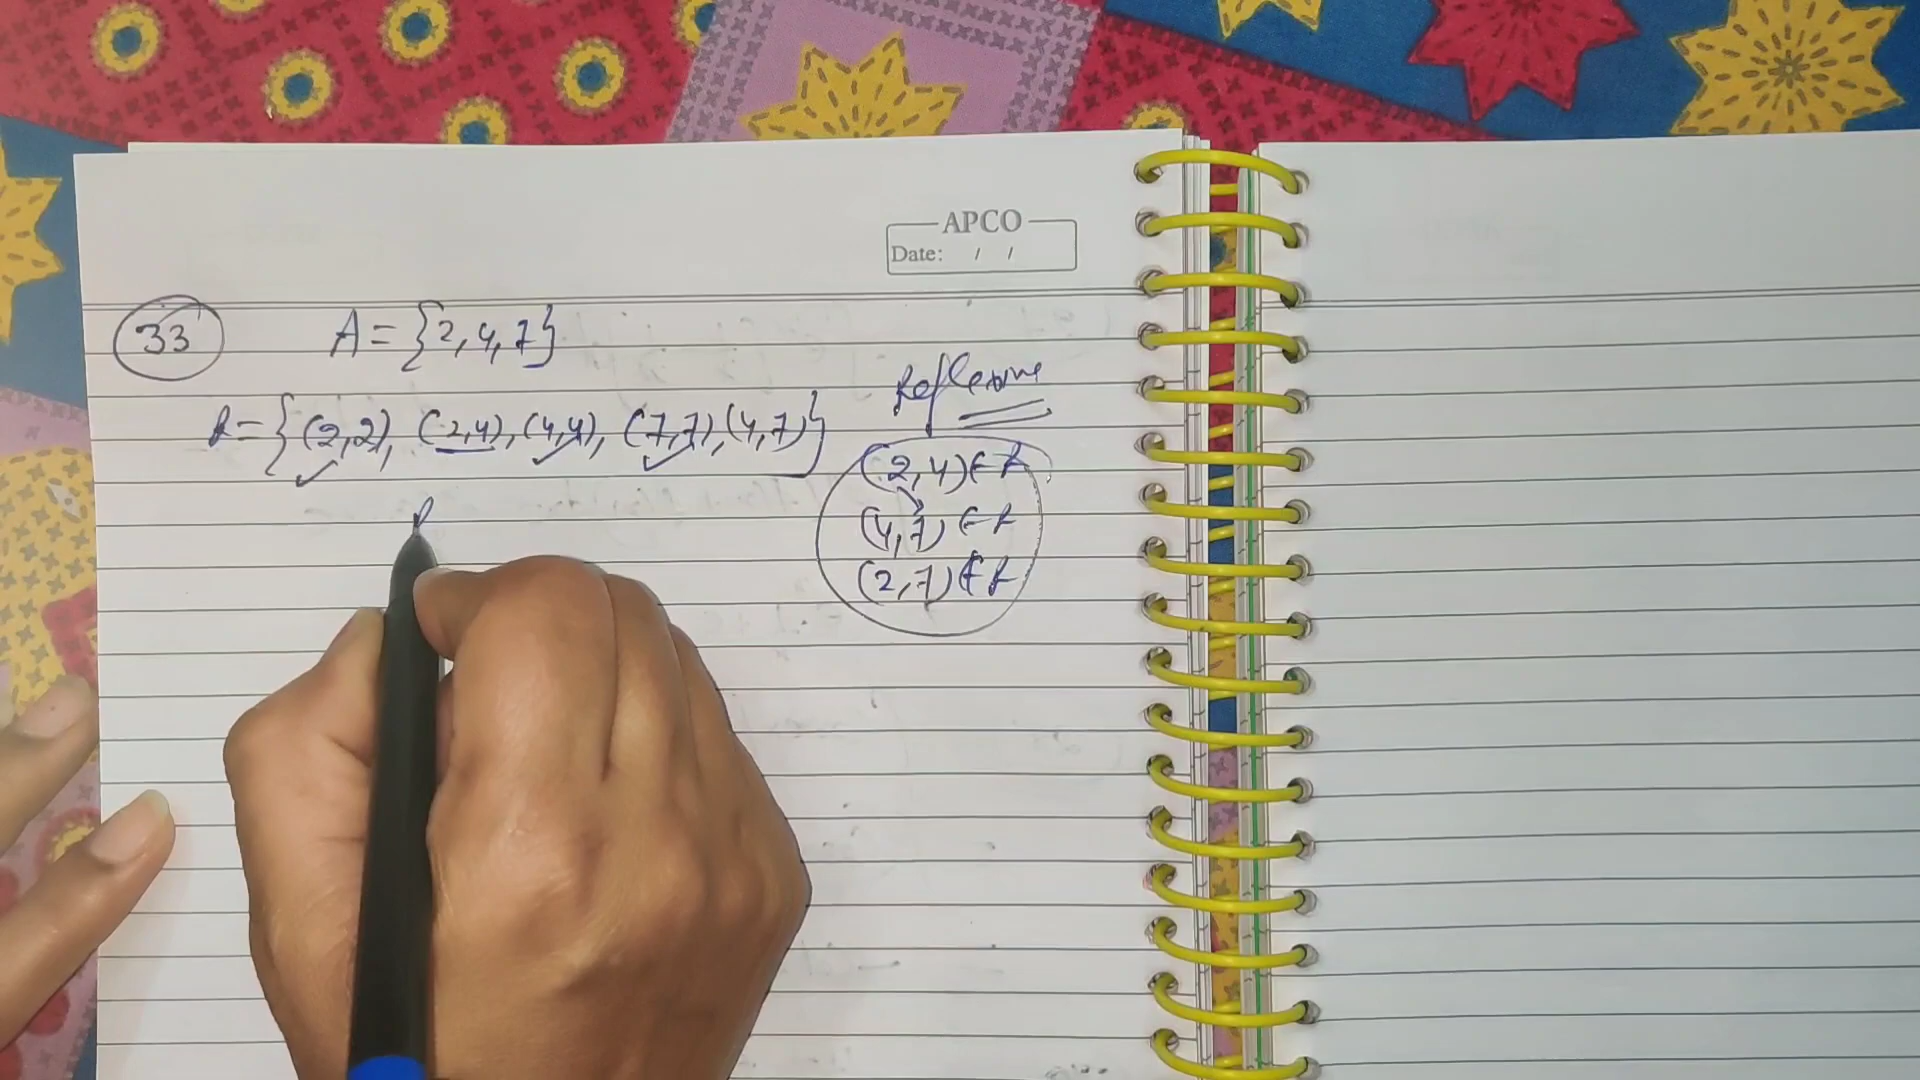 APCO
Date: / /
33 A = {2,4,7}
Reflexive
R = {(2,2), (2,4), (4,4), (7,7), (4,7)}
(2,4) ∈ R
(4,7) ∈ R
(2,7) ∉ R
R